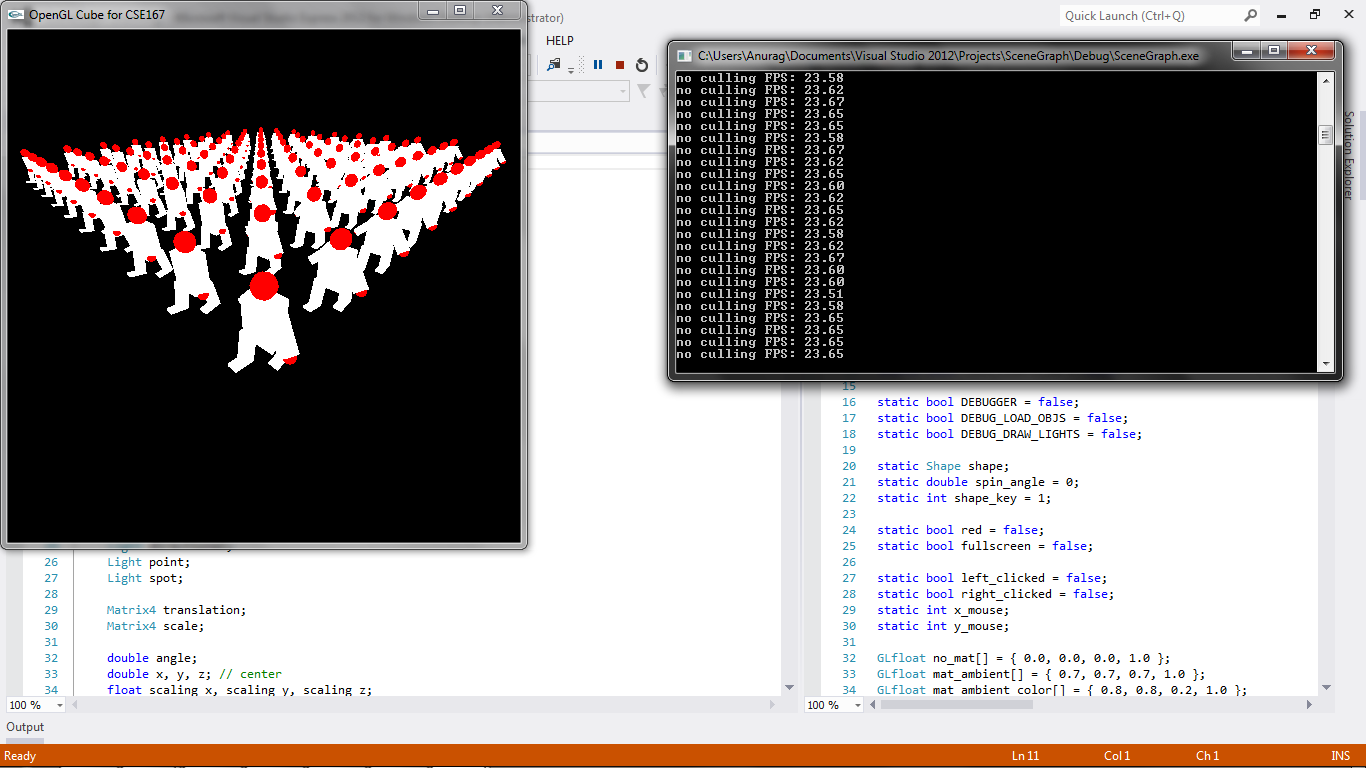 OpenGL Cube for CSE167
strator)
Quick Launch (Ctrl+Q)
HELP
C:\Users\Anurag\Documents\Visual Studio 2012\Projects\SceneGraph\Debug\SceneGraph.exe
no culling FPS: 23.58
no culling FPS: 23.62
no culling FPS: 23.67
no culling FPS: 23.65
no culling FPS: 23.65
no culling FPS: 23.58
no culling FPS: 23.67
no culling FPS: 23.62
no culling FPS: 23.65
no culling FPS: 23.60
no culling FPS: 23.62
no culling FPS: 23.65
no culling FPS: 23.62
no culling FPS: 23.58
no culling FPS: 23.62
no culling FPS: 23.67
no culling FPS: 23.60
no culling FPS: 23.60
no culling FPS: 23.51
no culling FPS: 23.58
no culling FPS: 23.65
no culling FPS: 23.65
no culling FPS: 23.65
no culling FPS: 23.65
Solution Explorer
26 Light point;
27 Light spot;
28
29 Matrix4 translation;
30 Matrix4 scale;
31
32 double angle;
33 double x, y, z; // center
34 float scaling_x, scaling_y, scaling_z;
100 %
15
16 static bool DEBUGGER = false;
17 static bool DEBUG_LOAD_OBJS = false;
18 static bool DEBUG_DRAW_LIGHTS = false;
19
20 static Shape shape;
21 static double spin_angle = 0;
22 static int shape_key = 1;
23
24 static bool red = false;
25 static bool fullscreen = false;
26
27 static bool left_clicked = false;
28 static bool right_clicked = false;
29 static int x_mouse;
30 static int y_mouse;
31
32 GLfloat no_mat[] = { 0.0, 0.0, 0.0, 1.0 };
33 GLfloat mat_ambient[] = { 0.7, 0.7, 0.7, 1.0 };
34 GLfloat mat_ambient_color[] = { 0.8, 0.8, 0.2, 1.0 };
100 %
Output
Ready
Ln 11
Col 1
Ch 1
INS